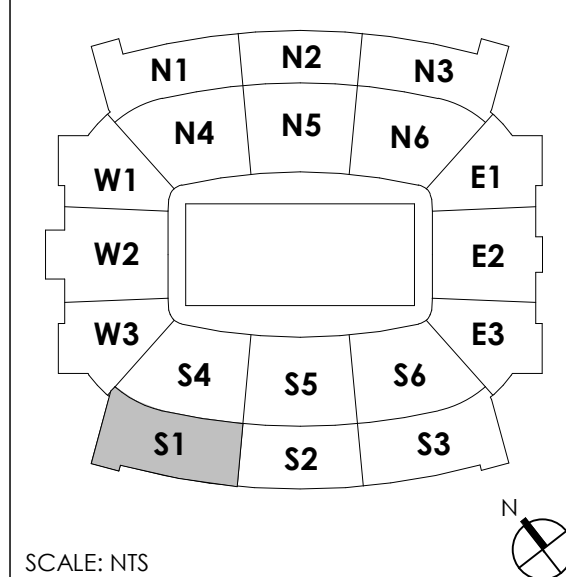 N1 N2 N3
N4 N5 N6
W1 E1
W2 E2
W3 E3
S4 S5 S6
S1 S2 S3
N
SCALE: NTS